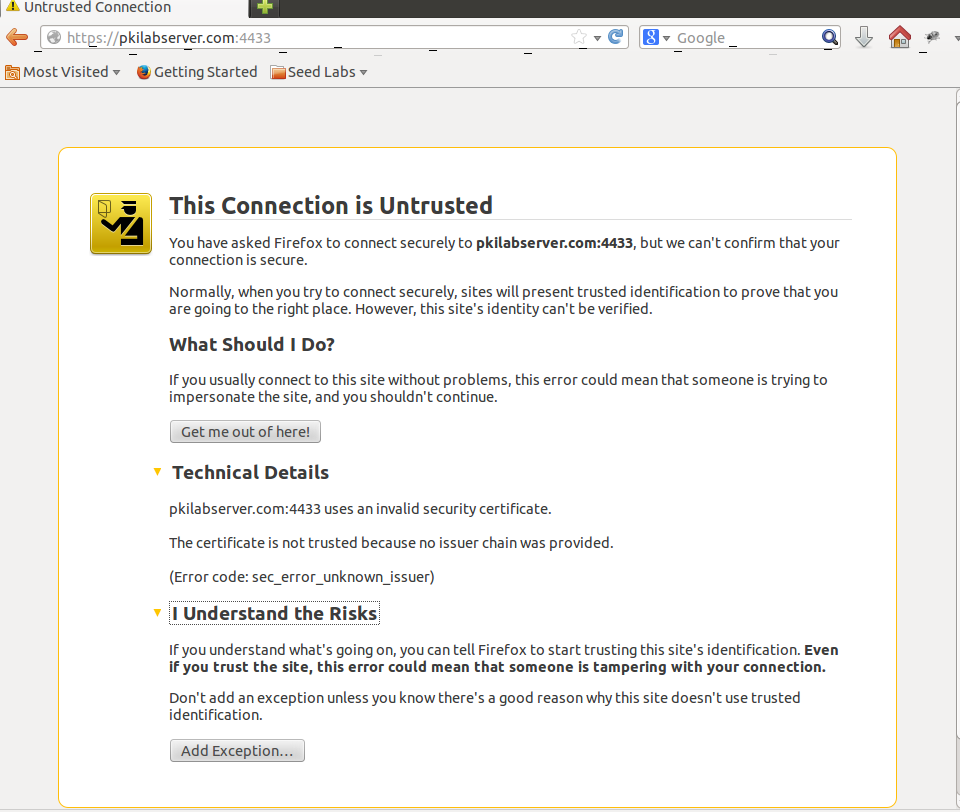 Untrusted Connection
https://pkilabserver.com:4433
Google
Most Visited
Getting Started
Seed Labs
This Connection is Untrusted
You have asked Firefox to connect securely to pkilabserver.com:4433, but we can't confirm that your
connection is secure.
Normally, when you try to connect securely, sites will present trusted identification to prove that you
are going to the right place. However, this site's identity can't be verified.
What Should I Do?
If you usually connect to this site without problems, this error could mean that someone is trying to
impersonate the site, and you shouldn't continue.
Get me out of here!
Technical Details
pkilabserver.com:4433 uses an invalid security certificate.
The certificate is not trusted because no issuer chain was provided.
(Error code: sec_error_unknown_issuer)
I Understand the Risks
If you understand what's going on, you can tell Firefox to start trusting this site's identification. Even
if you trust the site, this error could mean that someone is tampering with your connection.
Don't add an exception unless you know there's a good reason why this site doesn't use trusted
identification.
Add Exception...